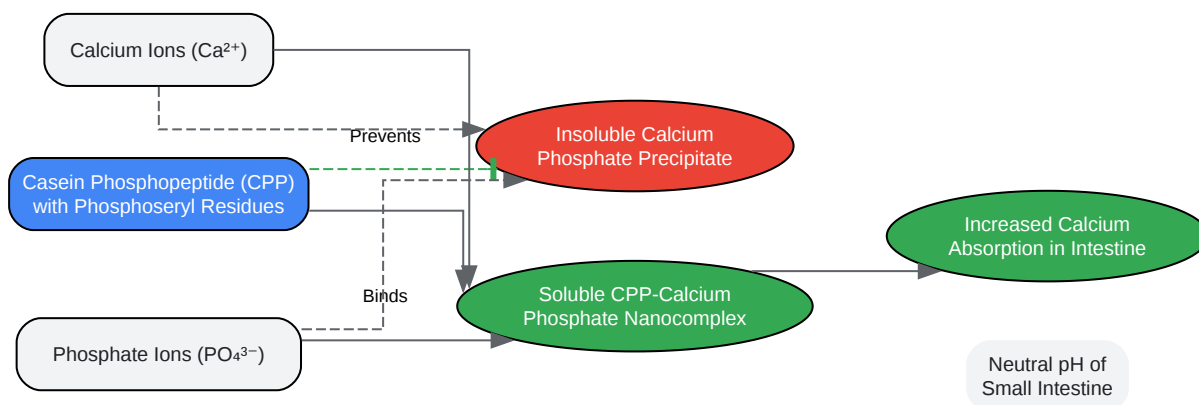 Calcium Ions (Ca²⁺)
Prevents
Insoluble Calcium
Phosphate Precipitate
Casein Phosphopeptide (CPP)
with Phosphoseryl Residues
Increased Calcium
Absorption in Intestine
Binds
Soluble CPP-Calcium
Phosphate Nanocomplex
Phosphate Ions (PO₄³⁻)
Neutral pH of
Small Intestine